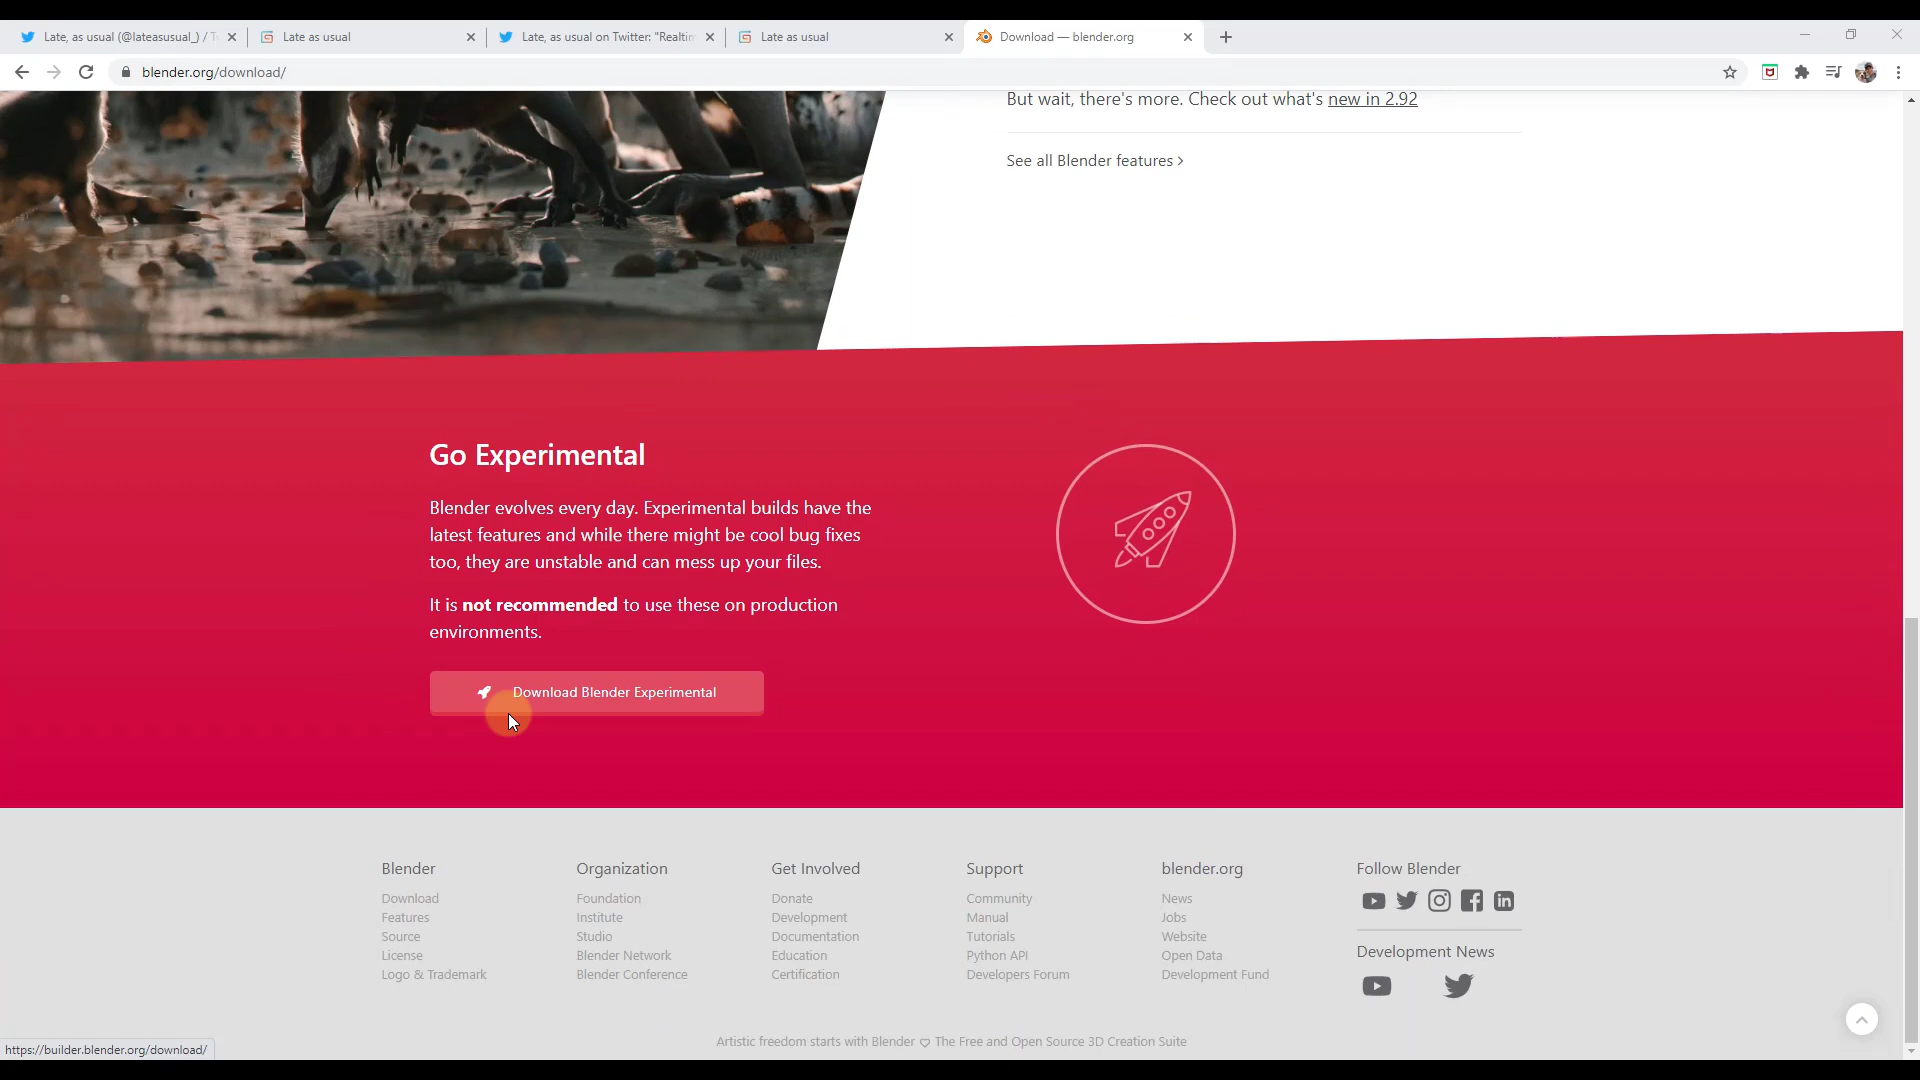 Late, as usual (@lateasusual_) / Tw
Late as usual
Late, as usual on Twitter: "Realtim
Late as usual
Download — blender.org
blender.org/download/
But wait, there's more. Check out what's new in 2.92
See all Blender features >
Go Experimental
Blender evolves every day. Experimental builds have the
latest features and while there might be cool bug fixes
too, they are unstable and can mess up your files.
It is not recommended to use these on production
environments.
Download Blender Experimental
Blender
Download
Features
Source
License
Logo & Trademark
Organization
Foundation
Institute
Studio
Blender Network
Blender Conference
Get Involved
Donate
Development
Documentation
Education
Certification
Support
Community
Manual
Tutorials
Python API
Developers Forum
blender.org
News
Jobs
Website
Open Data
Development Fund
Follow Blender
Development News
Artistic freedom starts with Blender ♡ The Free and Open Source 3D Creation Suite
https://builder.blender.org/download/